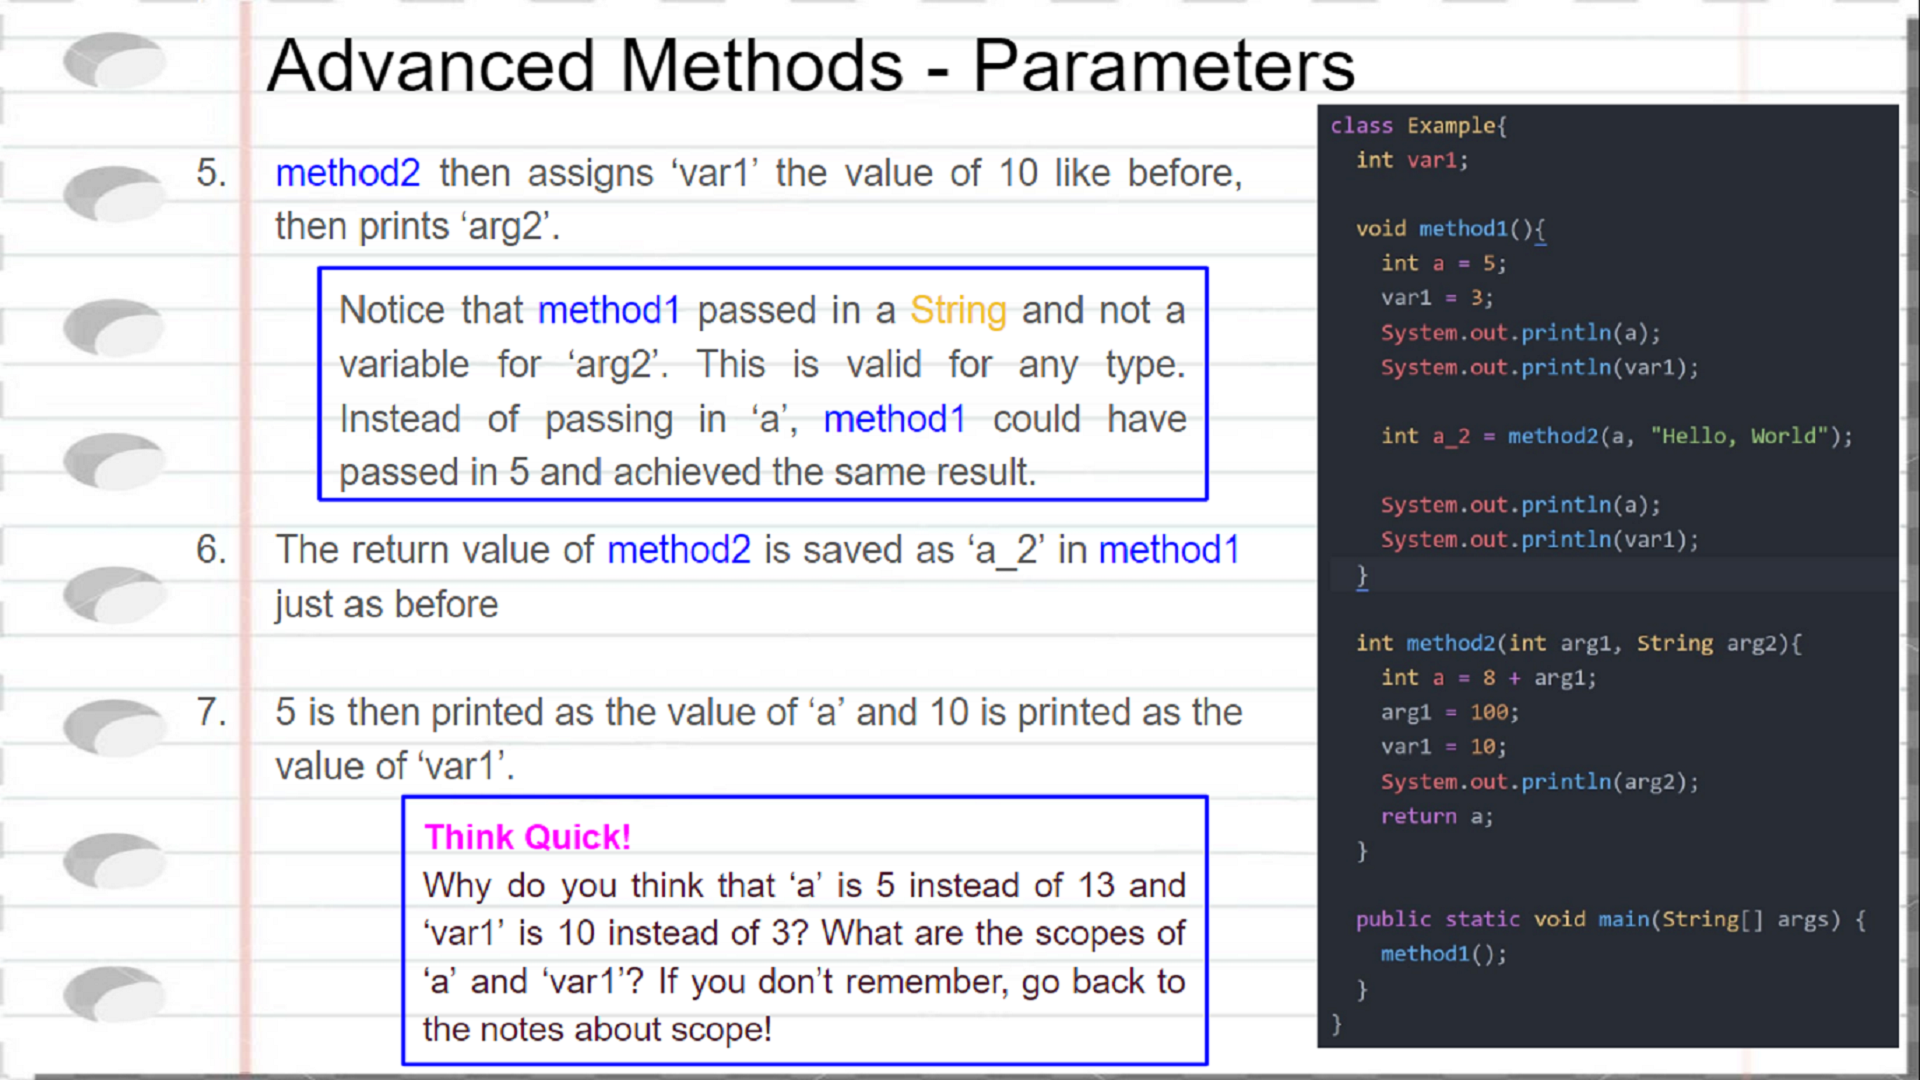 Advanced Methods - Parameters
5. method2 then assigns ‘var1’ the value of 10 like before,
then prints ‘arg2’.
Notice that method1 passed in a String and not a
variable for ‘arg2’. This is valid for any type.
Instead of passing in ‘a’, method1 could have
passed in 5 and achieved the same result.
6. The return value of method2 is saved as ‘a_2’ in method1
just as before
7. 5 is then printed as the value of ‘a’ and 10 is printed as the
value of ‘var1’.
Think Quick!
Why do you think that ‘a’ is 5 instead of 13 and
‘var1’ is 10 instead of 3? What are the scopes of
‘a’ and ‘var1’? If you don’t remember, go back to
the notes about scope!
class Example{
int var1;
void method1(){
int a = 5;
var1 = 3;
System.out.println(a);
System.out.println(var1);
int a_2 = method2(a, "Hello, World");
System.out.println(a);
System.out.println(var1);
}
int method2(int arg1, String arg2){
int a = 8 + arg1;
arg1 = 100;
var1 = 10;
System.out.println(arg2);
return a;
}
public static void main(String[] args) {
method1();
}
}